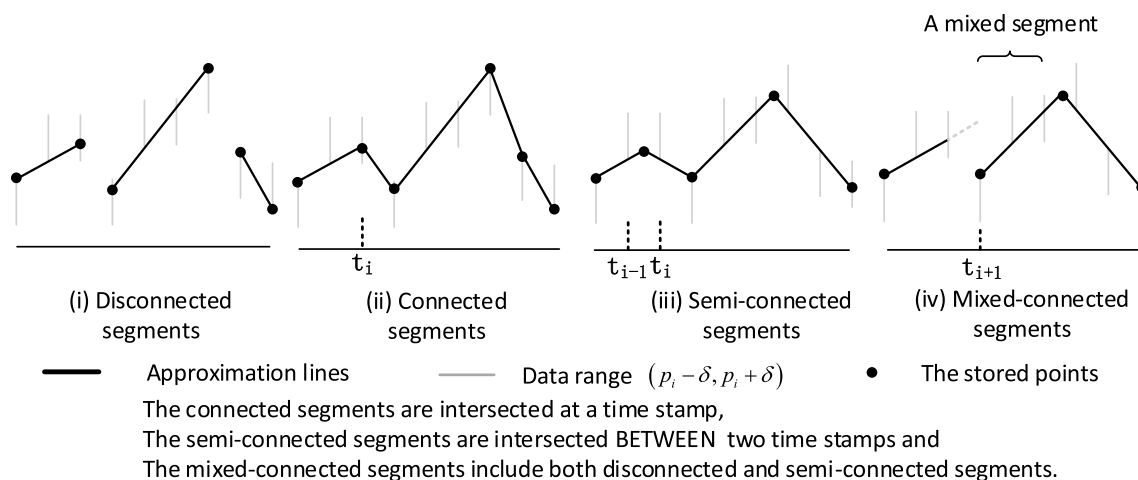 A mixed segment
t_i
t_{i-1} t_i
t_{i+1}
(i) Disconnected
segments
(ii) Connected
segments
(iii) Semi-connected
segments
(iv) Mixed-connected
segments
Approximation lines
Data range (p_i − δ, p_i + δ)
The stored points
The connected segments are intersected at a time stamp,
The semi-connected segments are intersected BETWEEN two time stamps and
The mixed-connected segments include both disconnected and semi-connected segments.